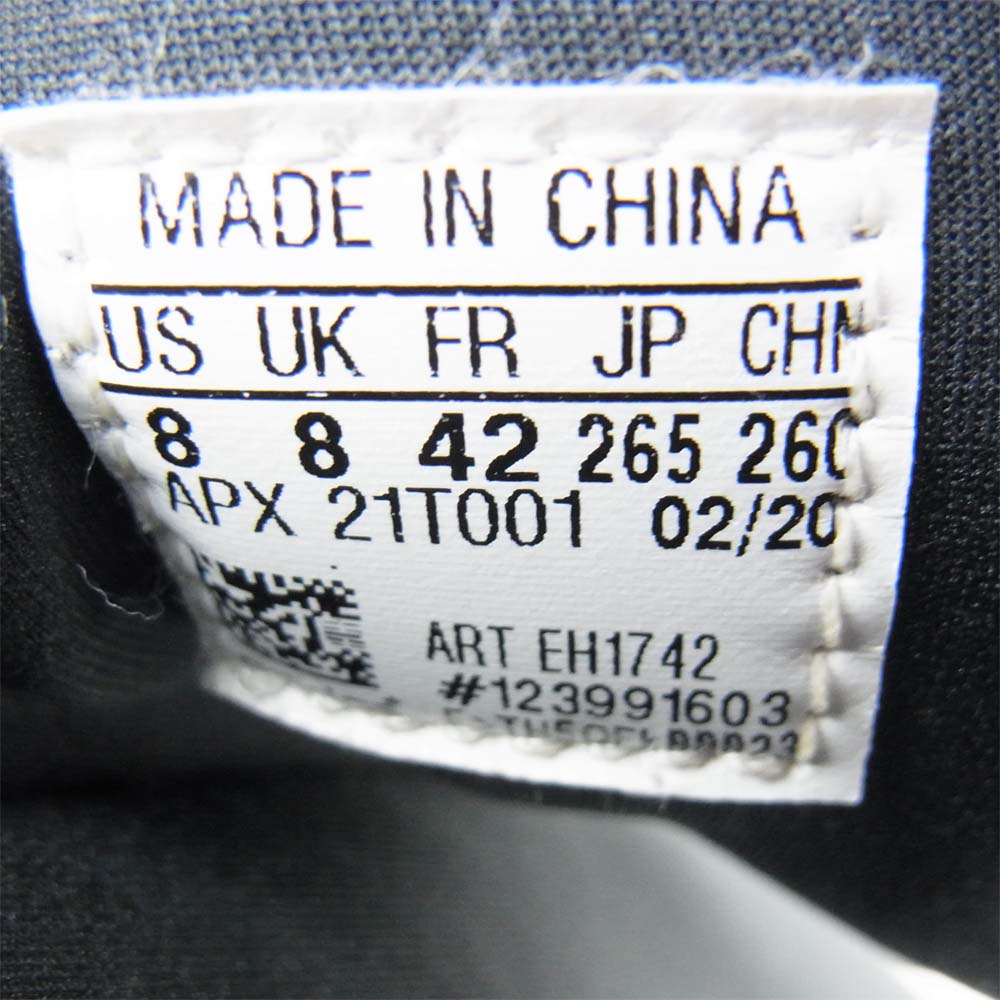 MADE IN CHINA
US UK FR JP CHN
8 8 42 265 260
APX 21T001 02/20
ART EH1742
#123991603